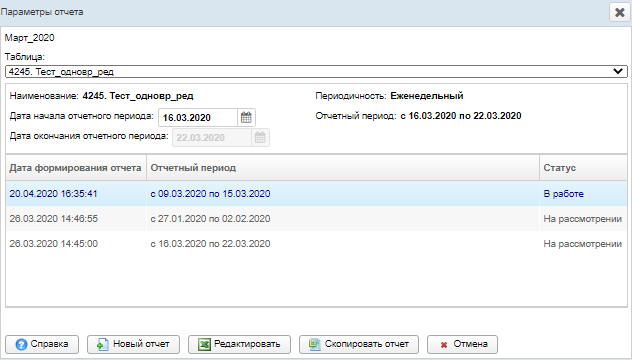 Параметры отчета
Март_2020
Таблица:
4245. Тест_одновр_ред
Наименование: 4245. Тест_одновр_ред Периодичность: Еженедельный
Дата начала отчетного периода: 16.03.2020 Отчетный период: с 16.03.2020 по 22.03.2020
Дата окончания отчетного периода: 22.03.2020
Дата формирования отчета Отчетный период Статус
20.04.2020 16:35:41 с 09.03.2020 по 15.03.2020 В работе
26.03.2020 14:46:55 с 27.01.2020 по 02.02.2020 На рассмотрении
26.03.2020 14:45:00 с 16.03.2020 по 22.03.2020 На рассмотрении
Справка Новый отчет Редактировать Скопировать отчет Отмена